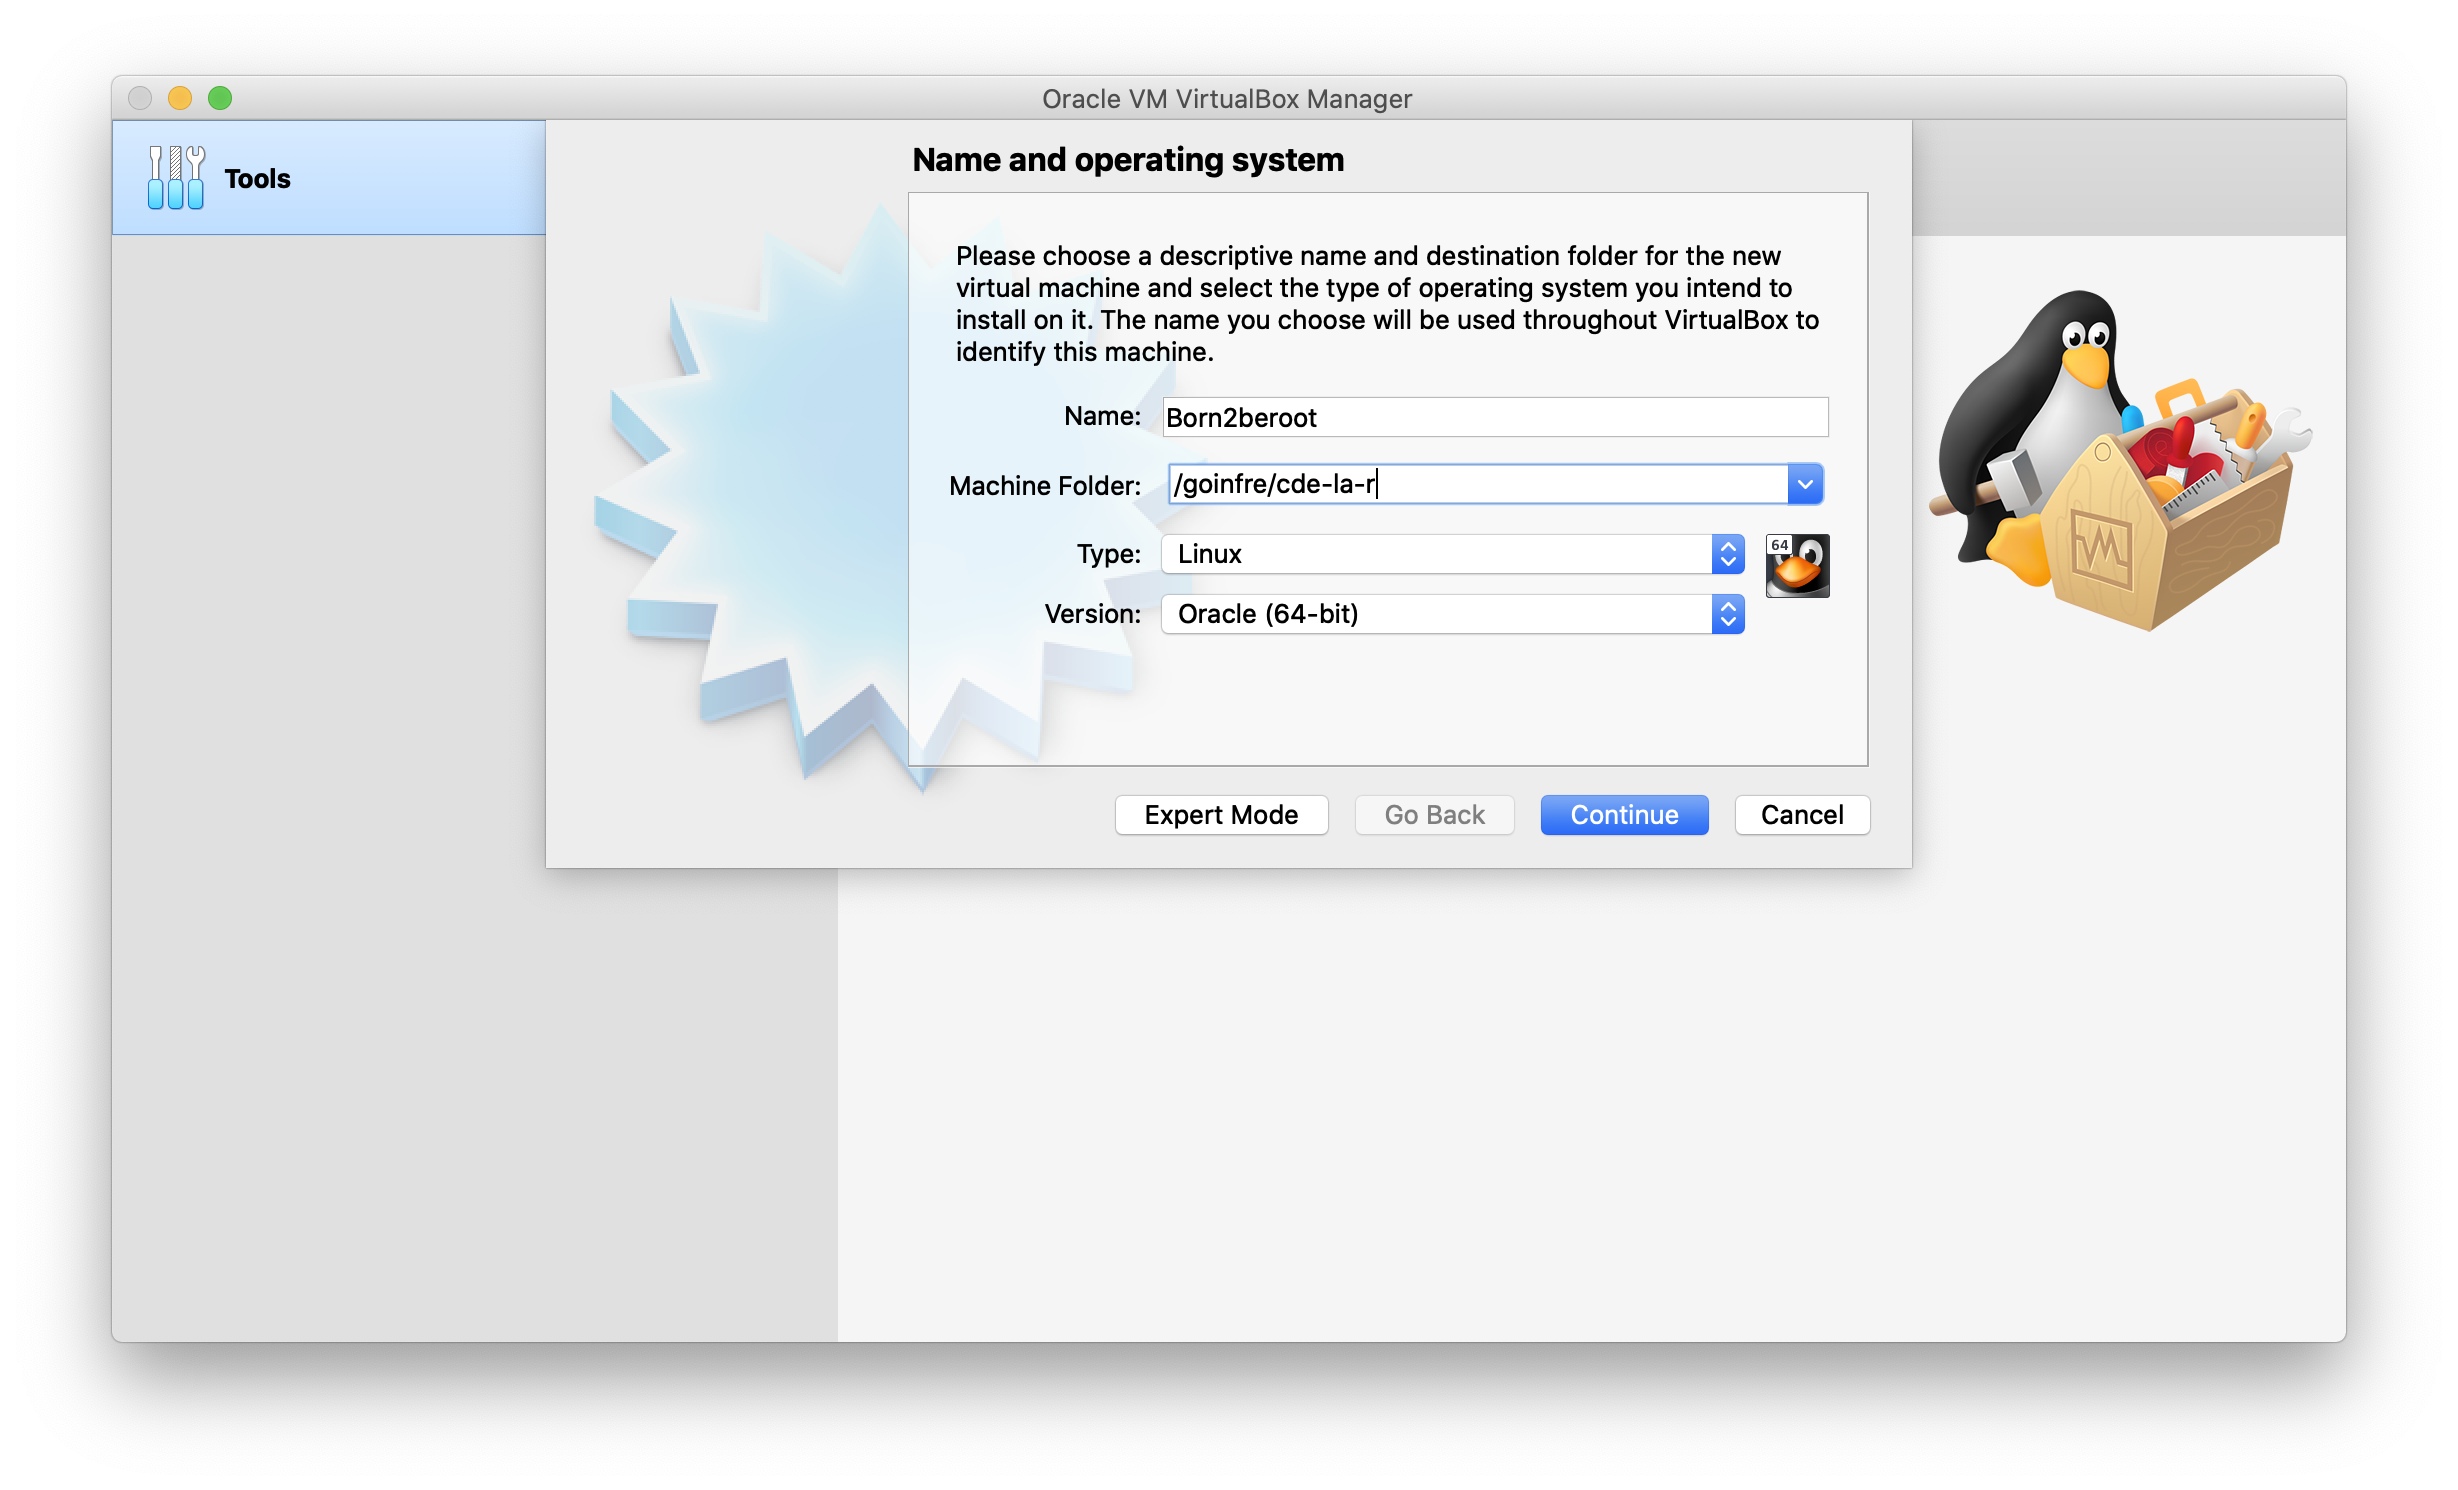 Oracle VM VirtualBox Manager
Tools
Name and operating system
Please choose a descriptive name and destination folder for the new
virtual machine and select the type of operating system you intend to
install on it. The name you choose will be used throughout VirtualBox to
identify this machine.
Name: Born2beroot
Machine Folder: /goinfre/cde-la-r
Type: Linux
64
Version: Oracle (64-bit)
Expert Mode Go Back Continue Cancel